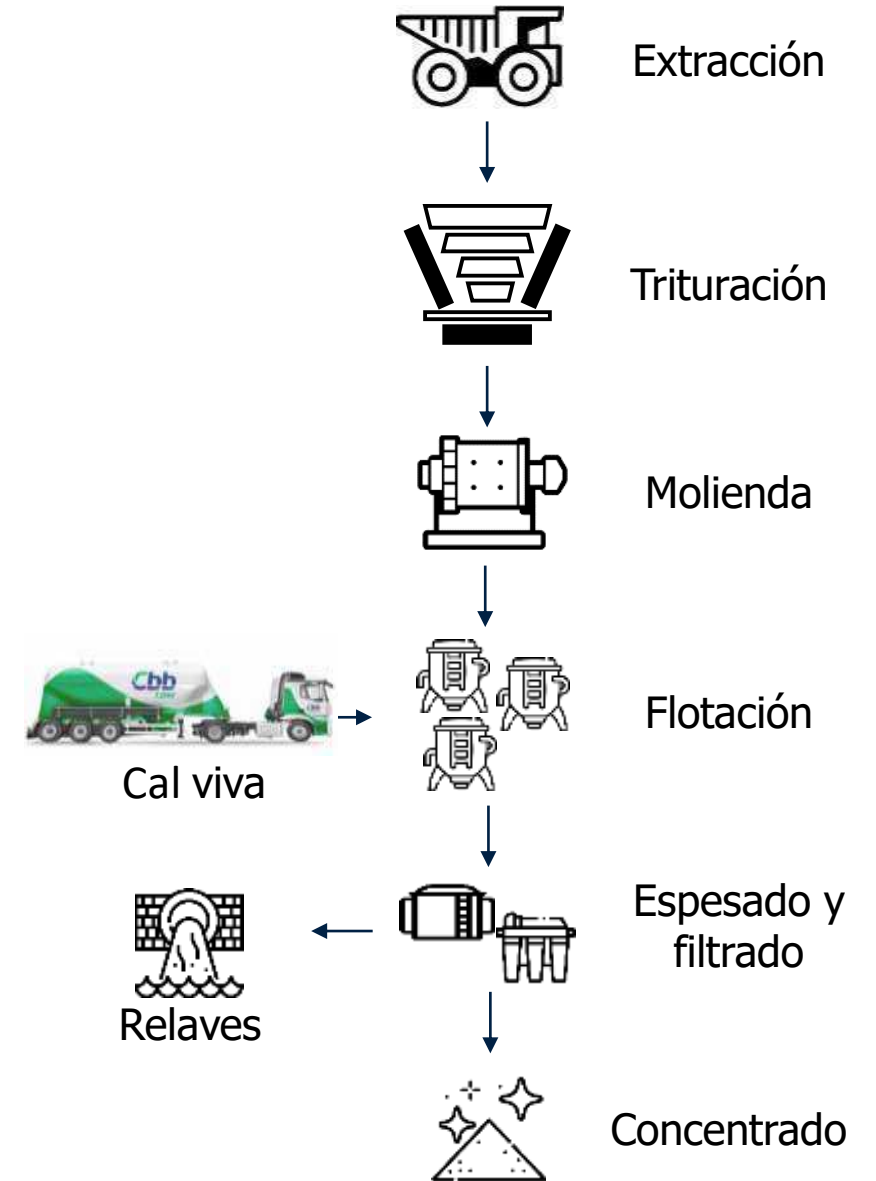 Extracción
Trituración
Molienda
Cbb
Flotación
Cal viva
Espesado y
filtrado
Relaves
Concentrado